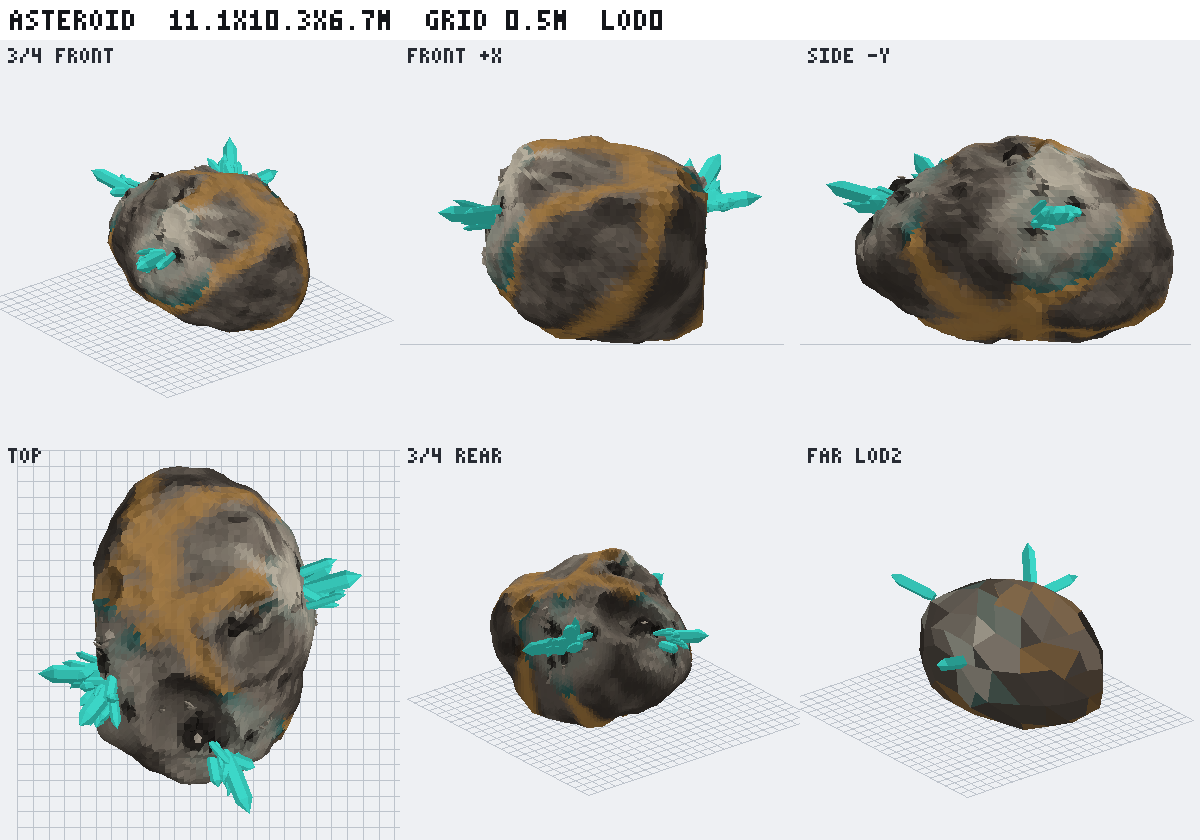 ASTEROID 11.1X10.3X6.7M GRID 0.5M LOD0
3/4 FRONT
FRONT +X
SIDE -Y
TOP
3/4 REAR
FAR LOD2